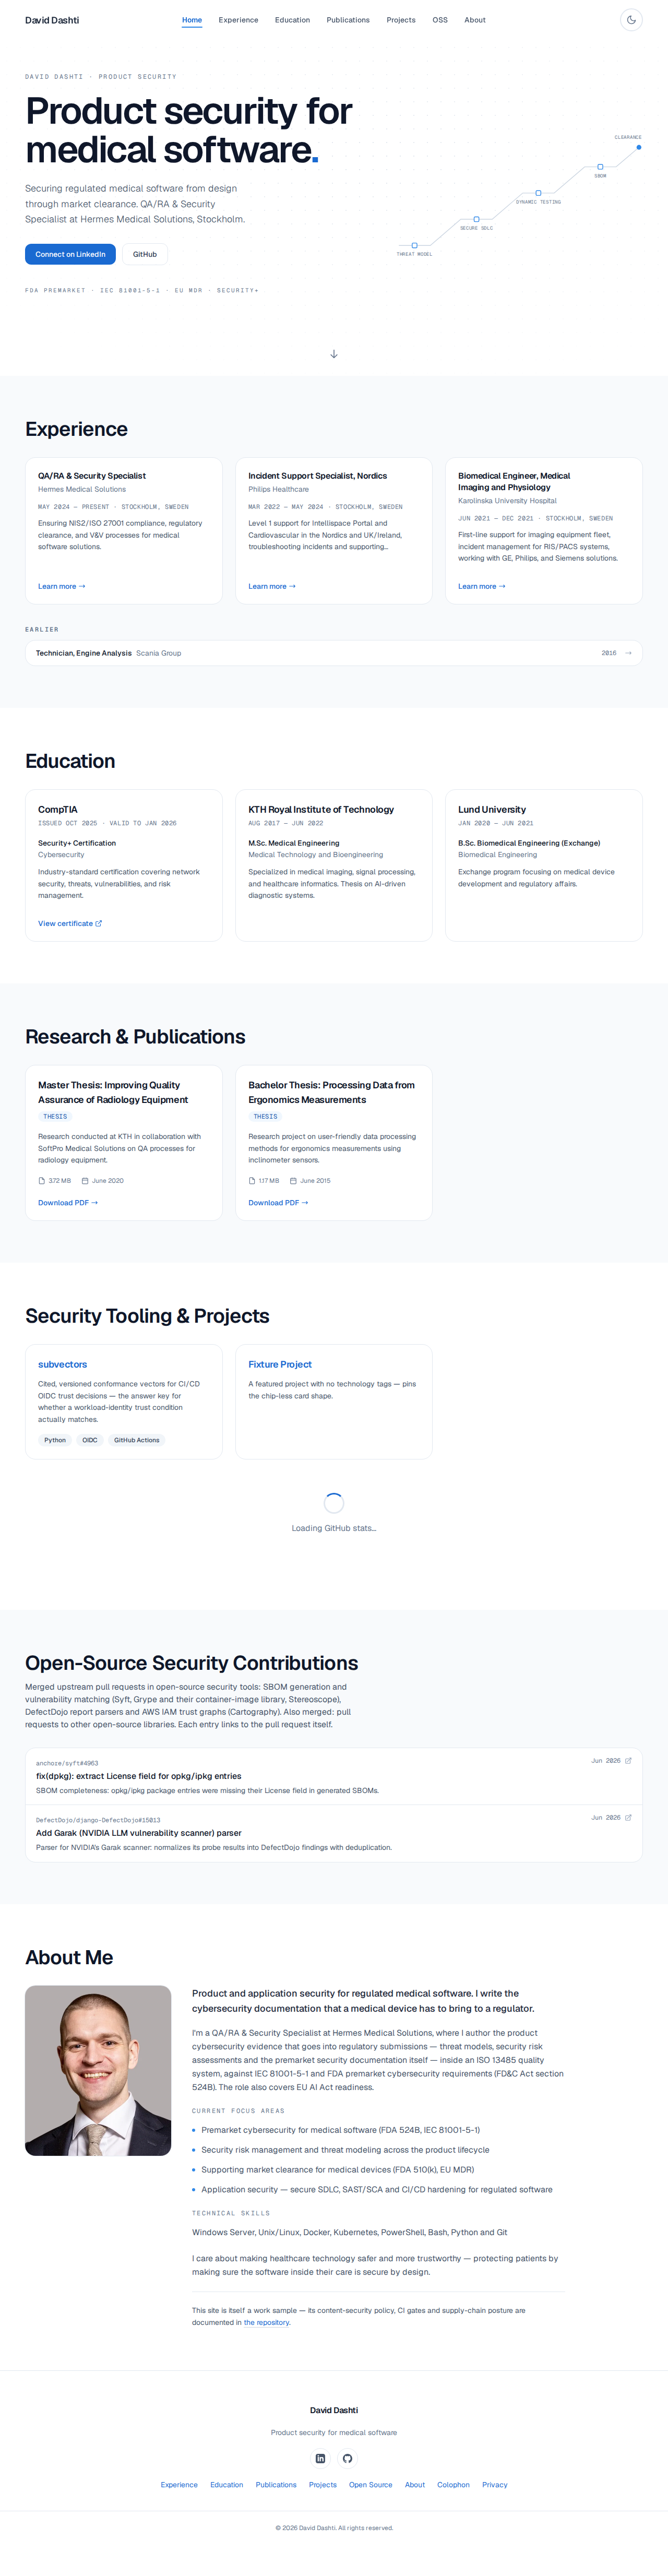 David Dashti
Home
Experience
Education
Publications
Projects
OSS
About
DAVID DASHTI · PRODUCT SECURITY
Product security for
medical software.
Securing regulated medical software from design
through market clearance. QA/RA & Security
Specialist at Hermes Medical Solutions, Stockholm.
Connect on LinkedIn
GitHub
FDA PREMARKET · IEC 81001-5-1 · EU MDR · SECURITY+
CLEARANCE
SBOM
DYNAMIC TESTING
SECURE SDLC
THREAT MODEL
Experience
QA/RA & Security Specialist
Hermes Medical Solutions
MAY 2024 — PRESENT · STOCKHOLM, SWEDEN
Ensuring NIS2/ISO 27001 compliance, regulatory
clearance, and V&V processes for medical
software solutions.
Learn more →
Incident Support Specialist, Nordics
Philips Healthcare
MAR 2022 — MAY 2024 · STOCKHOLM, SWEDEN
Level 1 support for Intellispace Portal and
Cardiovascular in the Nordics and UK/Ireland,
troubleshooting incidents and supporting...
Learn more →
Biomedical Engineer, Medical
Imaging and Physiology
Karolinska University Hospital
JUN 2021 — DEC 2021 · STOCKHOLM, SWEDEN
First-line support for imaging equipment fleet,
incident management for RIS/PACS systems,
working with GE, Philips, and Siemens solutions.
Learn more →
EARLIER
Technician, Engine Analysis Scania Group 2016 →
Education
CompTIA
ISSUED OCT 2025 · VALID TO JAN 2026
Security+ Certification
Cybersecurity
Industry-standard certification covering network
security, threats, vulnerabilities, and risk
management.
View certificate
KTH Royal Institute of Technology
AUG 2017 — JUN 2022
M.Sc. Medical Engineering
Medical Technology and Bioengineering
Specialized in medical imaging, signal processing,
and healthcare informatics. Thesis on AI-driven
diagnostic systems.
Lund University
JAN 2020 — JUN 2021
B.Sc. Biomedical Engineering (Exchange)
Biomedical Engineering
Exchange program focusing on medical device
development and regulatory affairs.
Research & Publications
Master Thesis: Improving Quality
Assurance of Radiology Equipment
THESIS
Research conducted at KTH in collaboration with
SoftPro Medical Solutions on QA processes for
radiology equipment.
3.72 MB June 2020
Download PDF →
Bachelor Thesis: Processing Data from
Ergonomics Measurements
THESIS
Research project on user-friendly data processing
methods for ergonomics measurements using
inclinometer sensors.
1.17 MB June 2015
Download PDF →
Security Tooling & Projects
subvectors
Cited, versioned conformance vectors for CI/CD
OIDC trust decisions — the answer key for
whether a workload-identity trust condition
actually matches.
Python OIDC GitHub Actions
Fixture Project
A featured project with no technology tags — pins
the chip-less card shape.
Loading GitHub stats...
Open-Source Security Contributions
Merged upstream pull requests in open-source security tools: SBOM generation and
vulnerability matching (Syft, Grype and their container-image library, Stereoscope),
DefectDojo report parsers and AWS IAM trust graphs (Cartography). Also merged: pull
requests to other open-source libraries. Each entry links to the pull request itself.
anchore/syft#4963 Jun 2026
fix(dpkg): extract License field for opkg/ipkg entries
SBOM completeness: opkg/ipkg package entries were missing their License field in generated SBOMs.
DefectDojo/django-DefectDojo#15013 Jun 2026
Add Garak (NVIDIA LLM vulnerability scanner) parser
Parser for NVIDIA's Garak scanner: normalizes its probe results into DefectDojo findings with deduplication.
About Me
Product and application security for regulated medical software. I write the
cybersecurity documentation that a medical device has to bring to a regulator.
I'm a QA/RA & Security Specialist at Hermes Medical Solutions, where I author the product
cybersecurity evidence that goes into regulatory submissions — threat models, security risk
assessments and the premarket security documentation itself — inside an ISO 13485 quality
system, against IEC 81001-5-1 and FDA premarket cybersecurity requirements (FD&C Act section
524B). The role also covers EU AI Act readiness.
CURRENT FOCUS AREAS
Premarket cybersecurity for medical software (FDA 524B, IEC 81001-5-1)
Security risk management and threat modeling across the product lifecycle
Supporting market clearance for medical devices (FDA 510(k), EU MDR)
Application security — secure SDLC, SAST/SCA and CI/CD hardening for regulated software
TECHNICAL SKILLS
Windows Server, Unix/Linux, Docker, Kubernetes, PowerShell, Bash, Python and Git
I care about making healthcare technology safer and more trustworthy — protecting patients by
making sure the software inside their care is secure by design.
This site is itself a work sample — its content-security policy, CI gates and supply-chain posture are
documented in the repository.
David Dashti
Product security for medical software
Experience Education Publications Projects Open Source About Colophon Privacy
© 2026 David Dashti. All rights reserved.